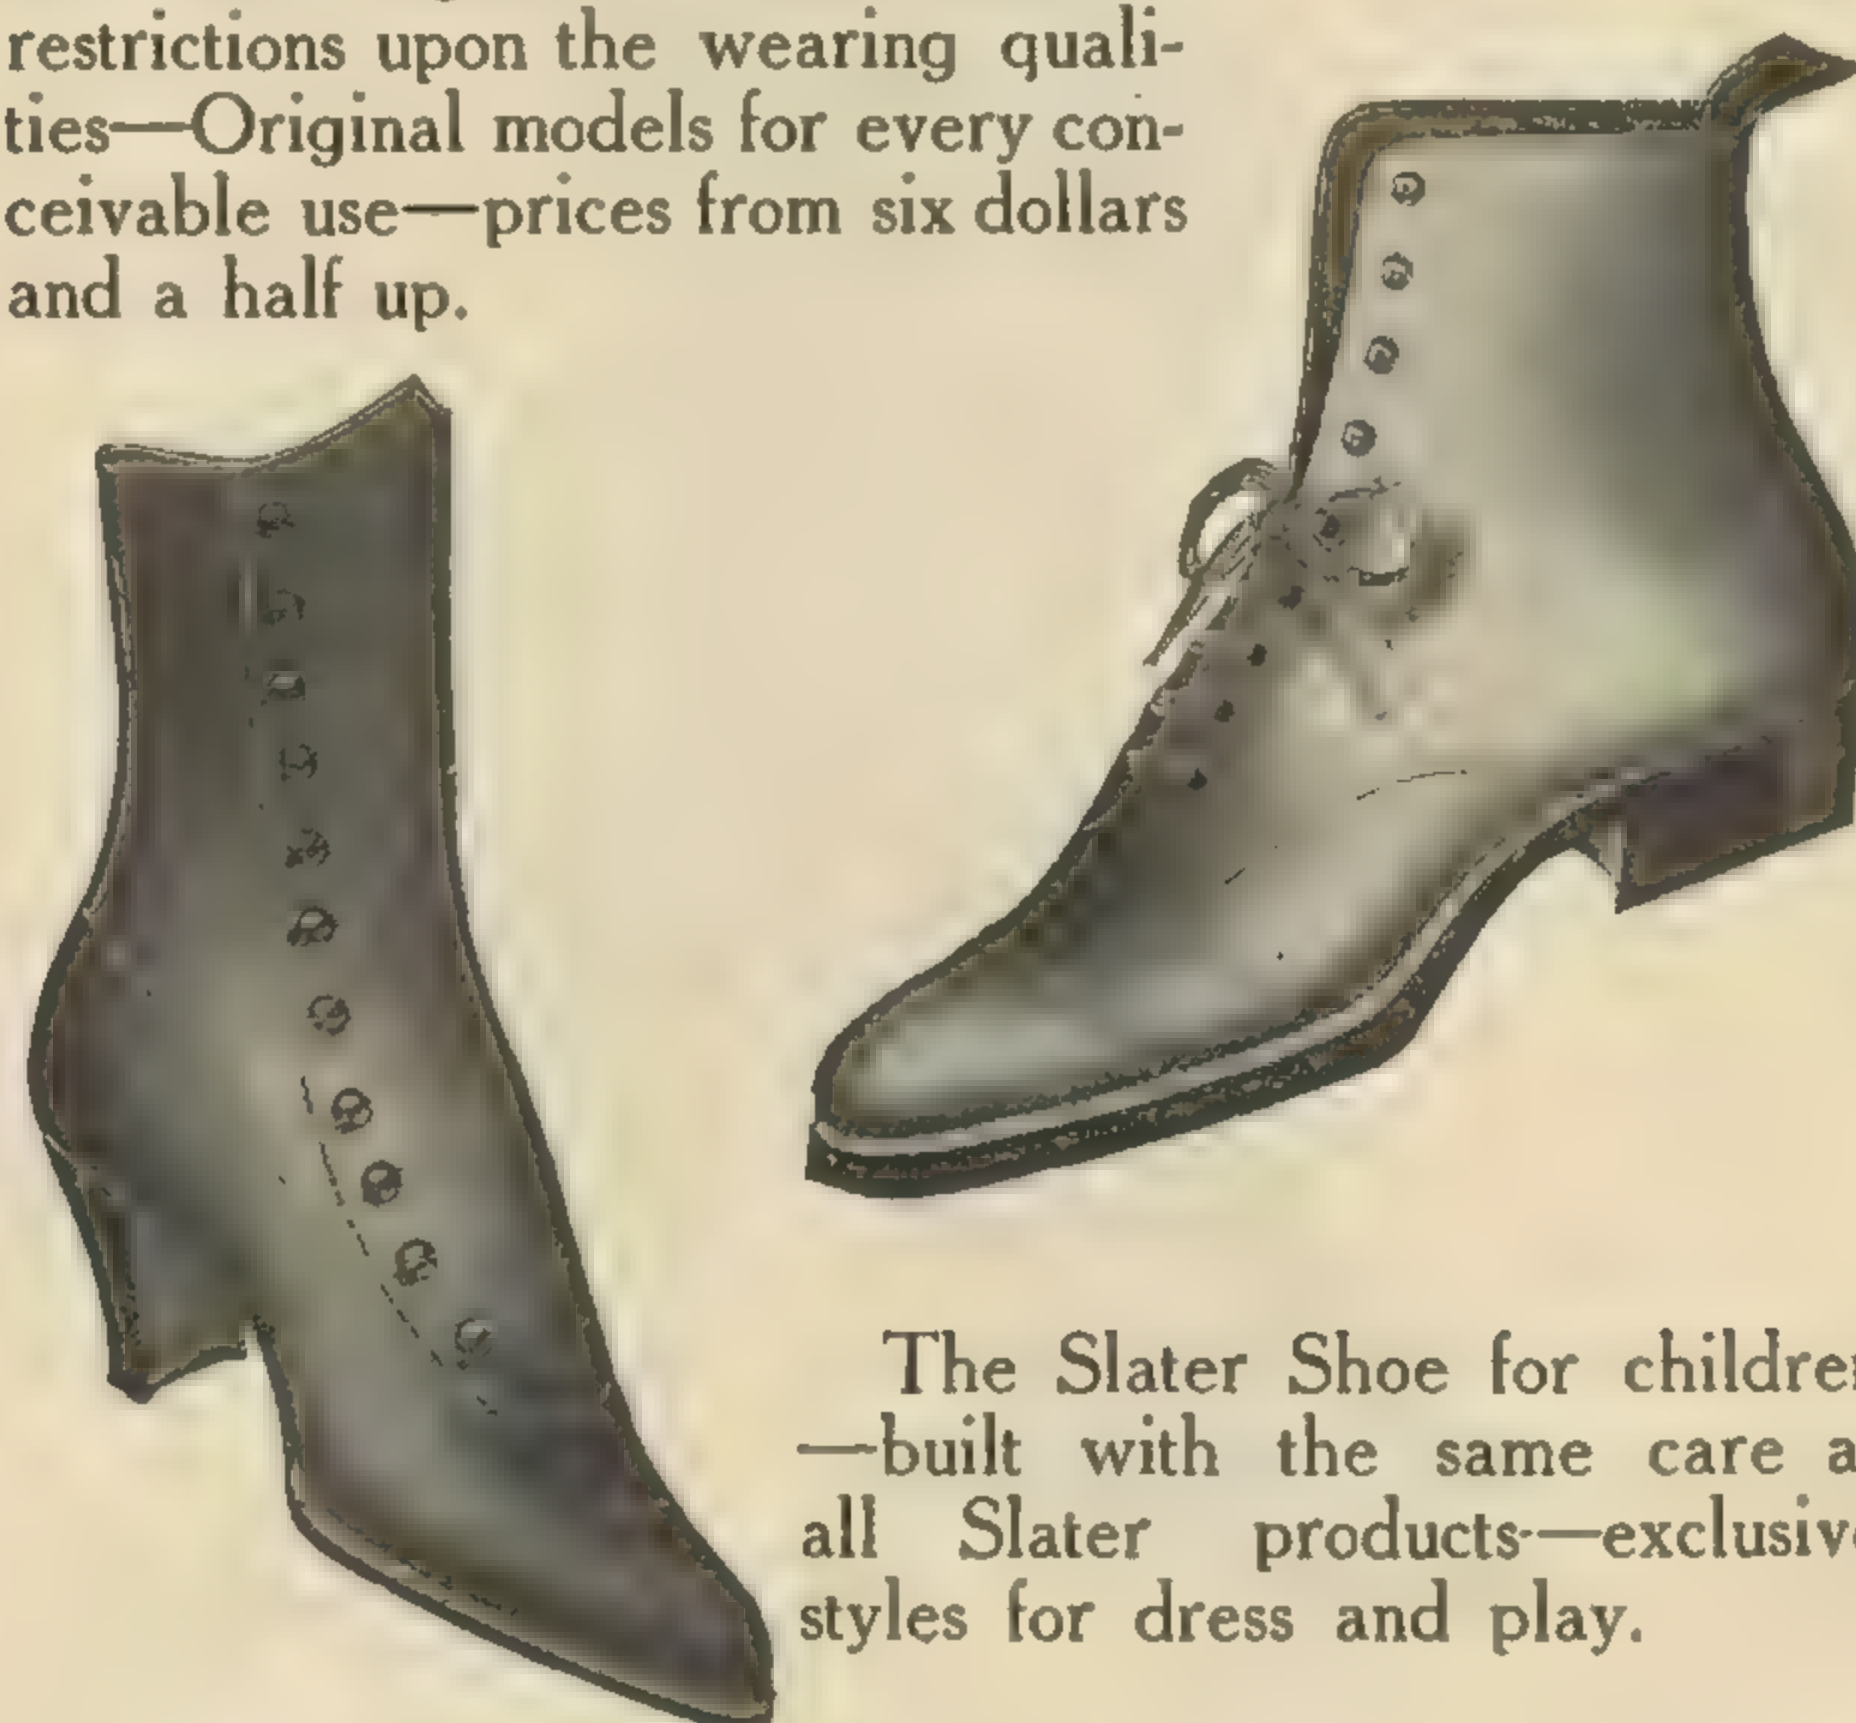 restrictions upon the wearing quali-
ties—Original models for every con-
ceivable use—prices from six dollars
and a half up.
The Slater Shoe for children
—built with the same care a
all Slater products—exclusive
styles for dress and play.